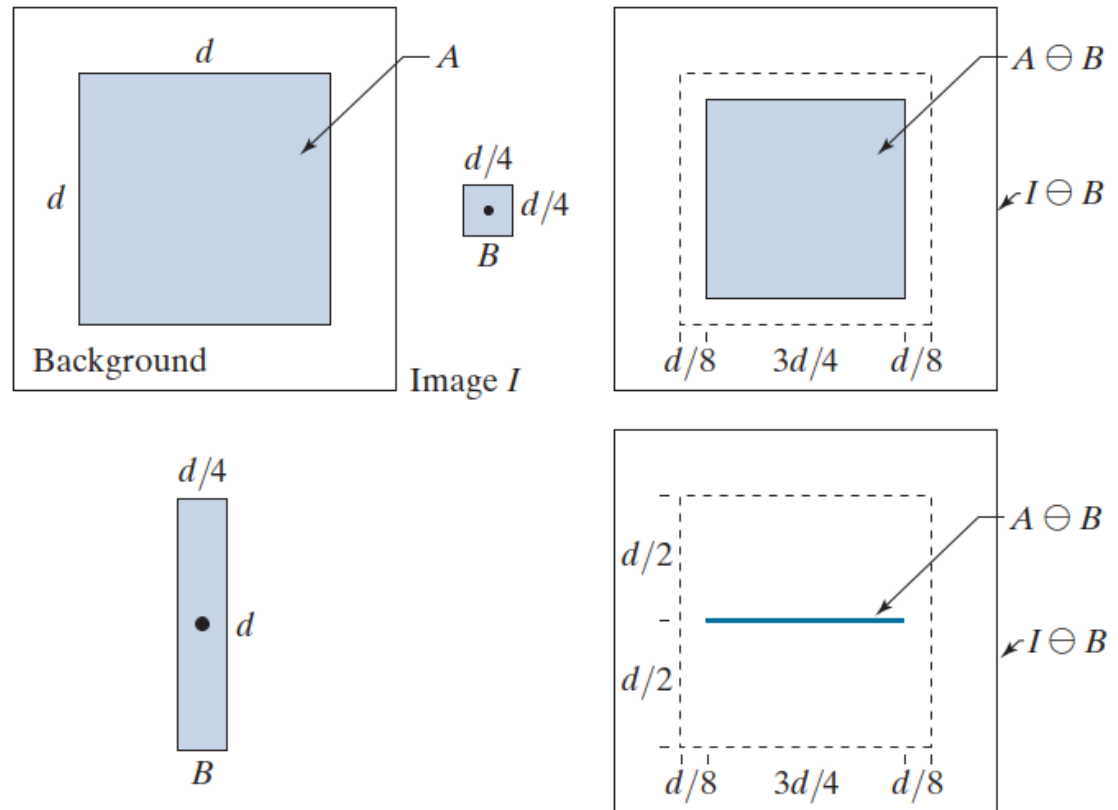 d
A
d
Background
Image I
d/4
d/4
B
A ⊖ B
I ⊖ B
d/8 3d/4 d/8
d/4
d
B
A ⊖ B
d/2
I ⊖ B
d/2
d/8 3d/4 d/8